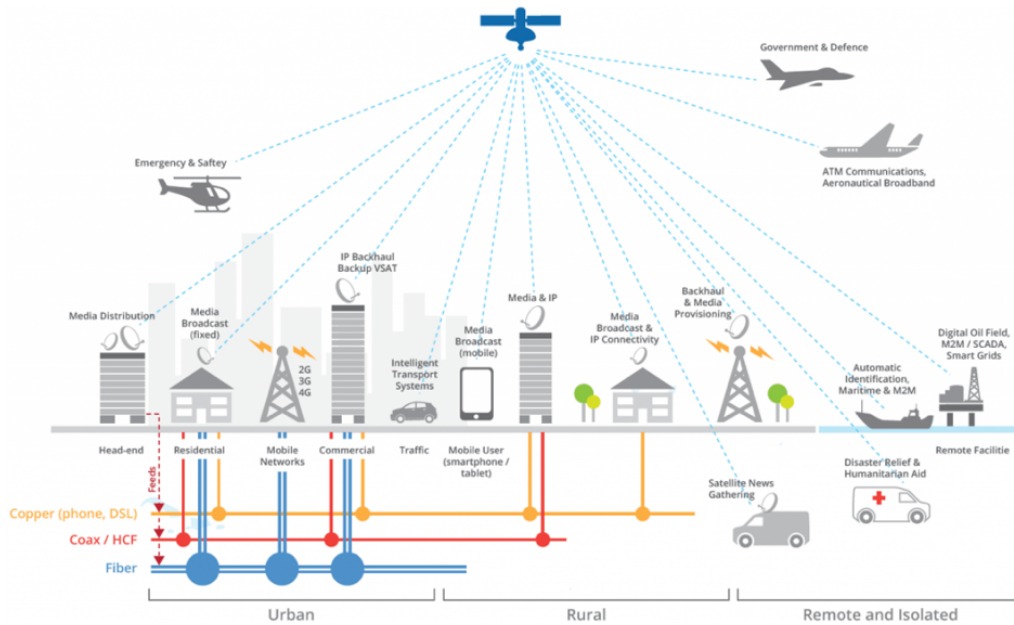 Government & Defence
Emergency & Saftey
ATM Communications,
Aeronautical Broadband
IP Backhaul
Backup VSAT
Media Distribution
Media
Broadcast
(fixed)
2G
3G
4G
Intelligent
Transport
Systems
Media
Broadcast
(mobile)
Media & IP
Media
Broadcast &
IP Connectivity
Backhaul
& Media
Provisioning
Automatic
Identification,
Maritime & M2M
Digital Oil Field,
M2M / SCADA,
Smart Grids
Head-end
Residential
Mobile
Networks
Commercial
Traffic
Mobile User
(smartphone /
tablet)
Remote Facilitie
Feeds
Satellite News
Gathering
Disaster Relief &
Humanitarian Aid
Copper (phone, DSL)
Coax / HCF
Fiber
Urban
Rural
Remote and Isolated